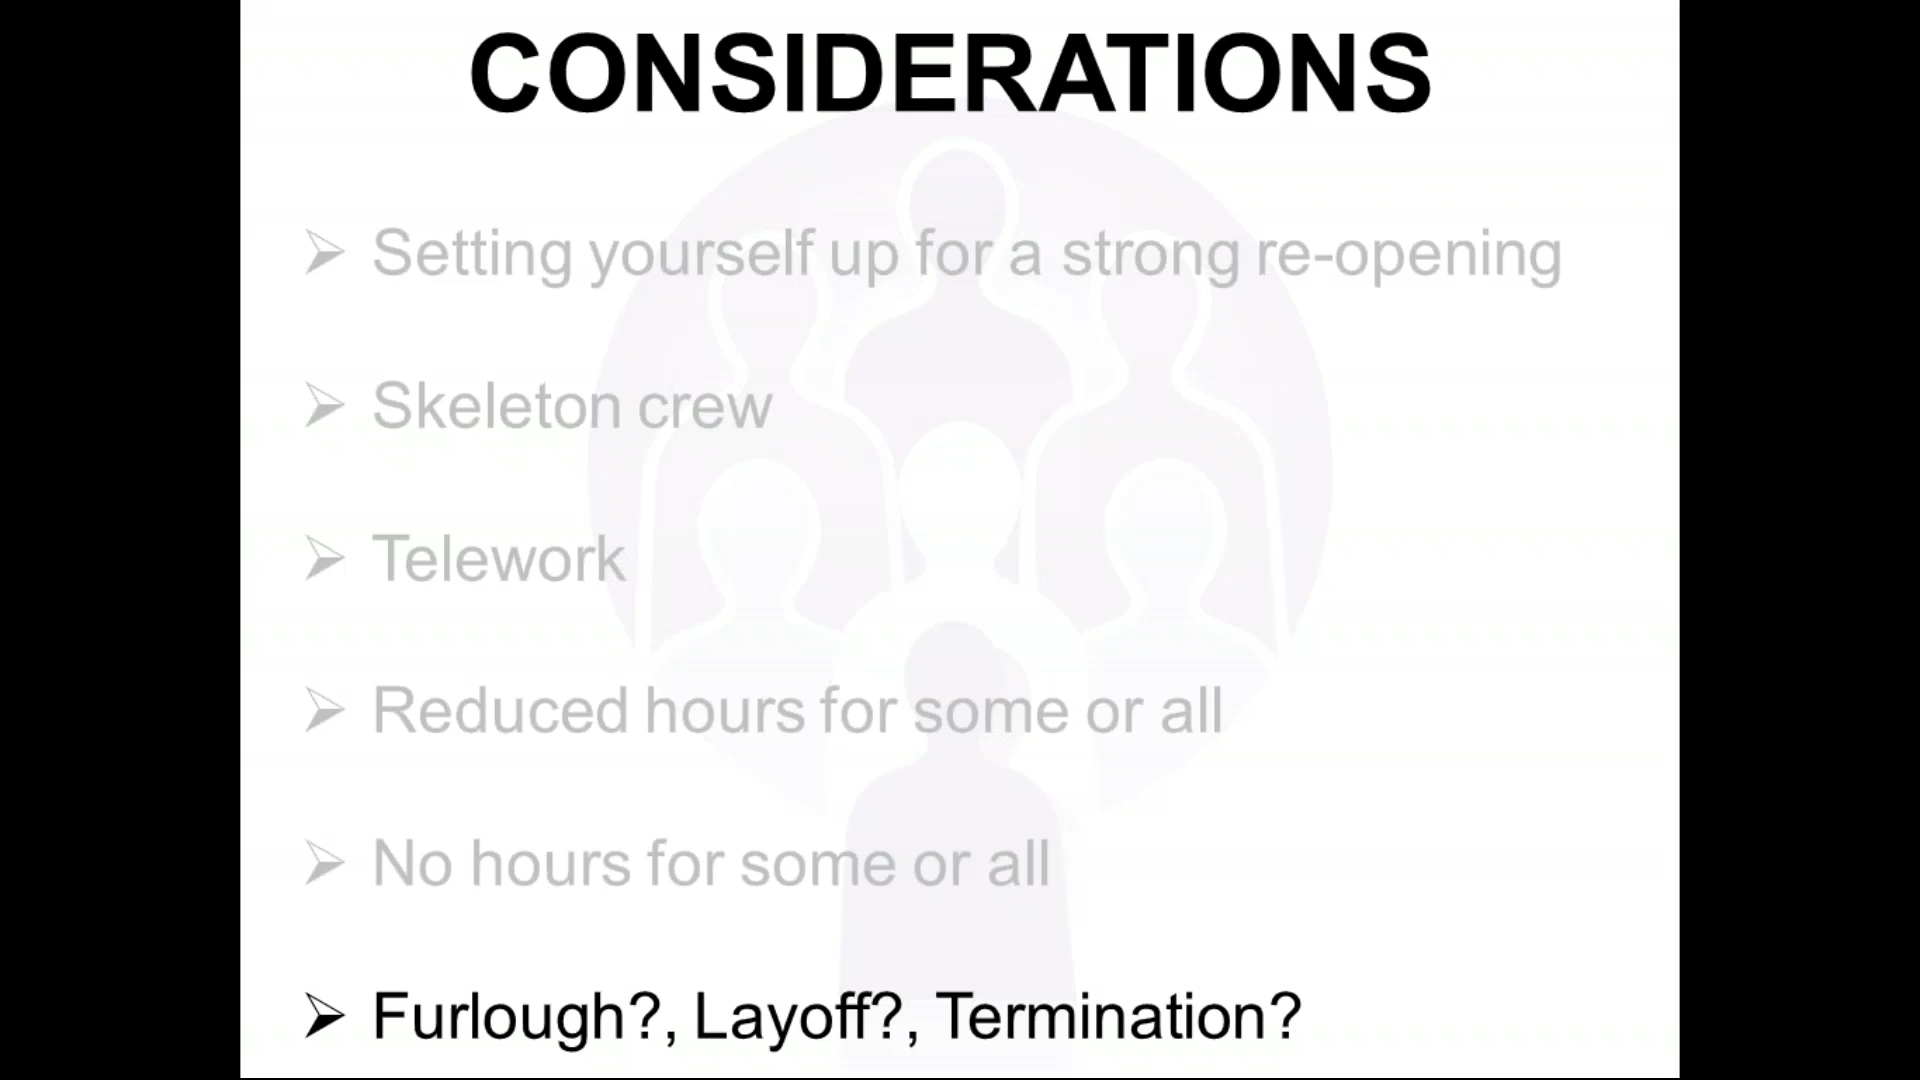 CONSIDERATIONS
➢ Setting yourself up for a strong re-opening
➢ Skeleton crew
➢ Telework
➢ Reduced hours for some or all
➢ No hours for some or all
➢ Furlough?, Layoff?, Termination?